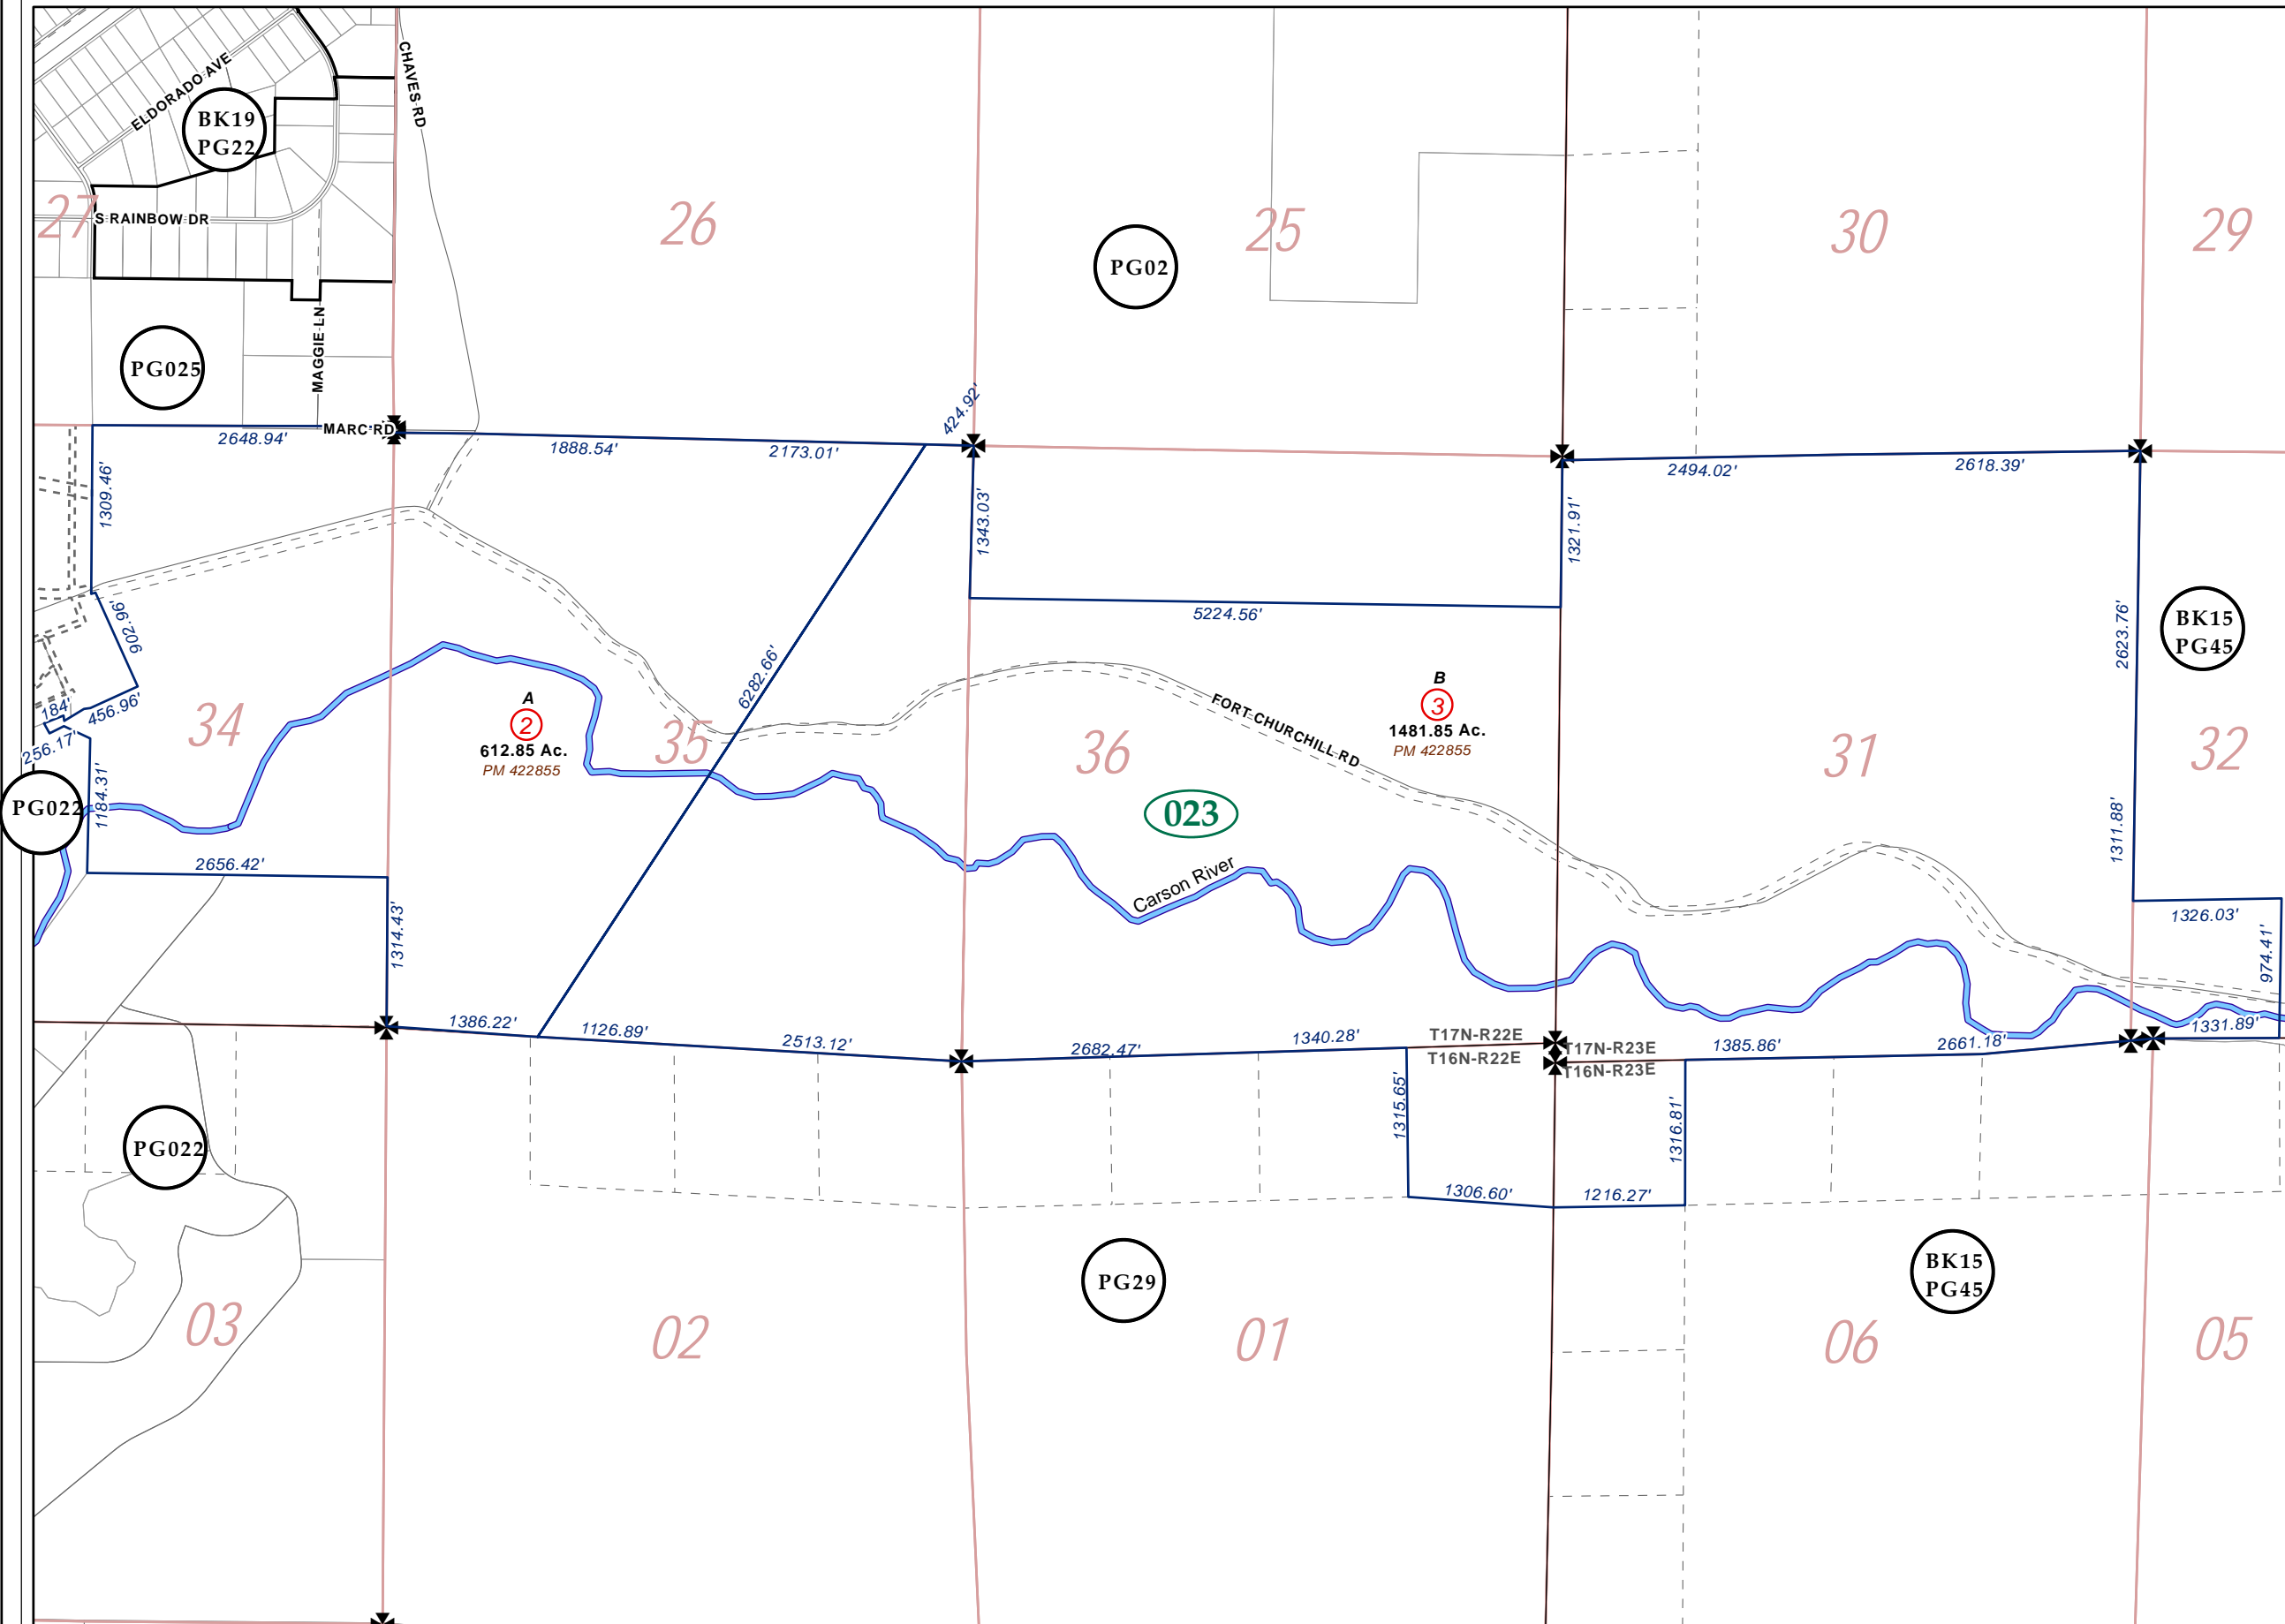 CHAVES RD
ELDORADO AVE
BK19
PG22
27
S RAINBOW DR
26
25
30
29
PG02
MAGGIE LN
PG025
424.92'
2648.94'
MARC RD
1888.54'
2173.01'
2494.02'
2618.39'
1309.46'
1343.03'
1321.91'
902.96'
5224.56'
2623.76'
BK15
PG45
6282.66'
184'
456.96'
34
A
2
612.85 Ac.
PM 422855
35
36
FORT CHURCHILL RD
B
3
1481.85 Ac.
PM 422855
31
32
256.17'
PG022
1184.31'
023
1311.88'
2656.42'
Carson River
1314.43'
1326.03'
974.41'
1386.22'
1126.89'
2513.12'
2682.47'
1340.28'
T17N-R22E
T16N-R22E
T17N-R23E
T16N-R23E
1385.86'
2661.18'
1331.89'
1315.65'
1316.81'
PG022
1306.60'
1216.27'
PG29
BK15
PG45
03
02
01
06
05